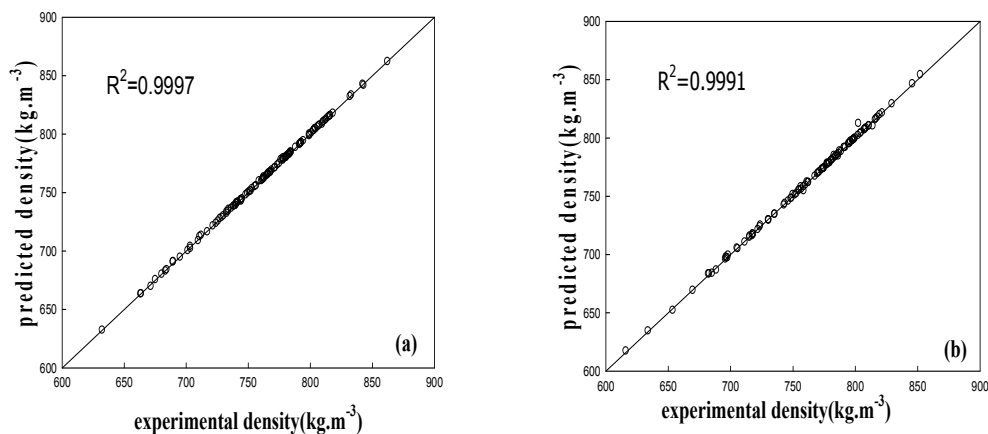 900
850
800
750
700
650
600
predicted density(kg.m⁻³)
R²=0.9997
(a)
600 650 700 750 800 850 900
experimental density(kg.m⁻³)
900
850
800
750
700
650
600
predicted density(kg.m⁻³)
R²=0.9991
(b)
600 650 700 750 800 850 900
experimental density(kg.m⁻³)